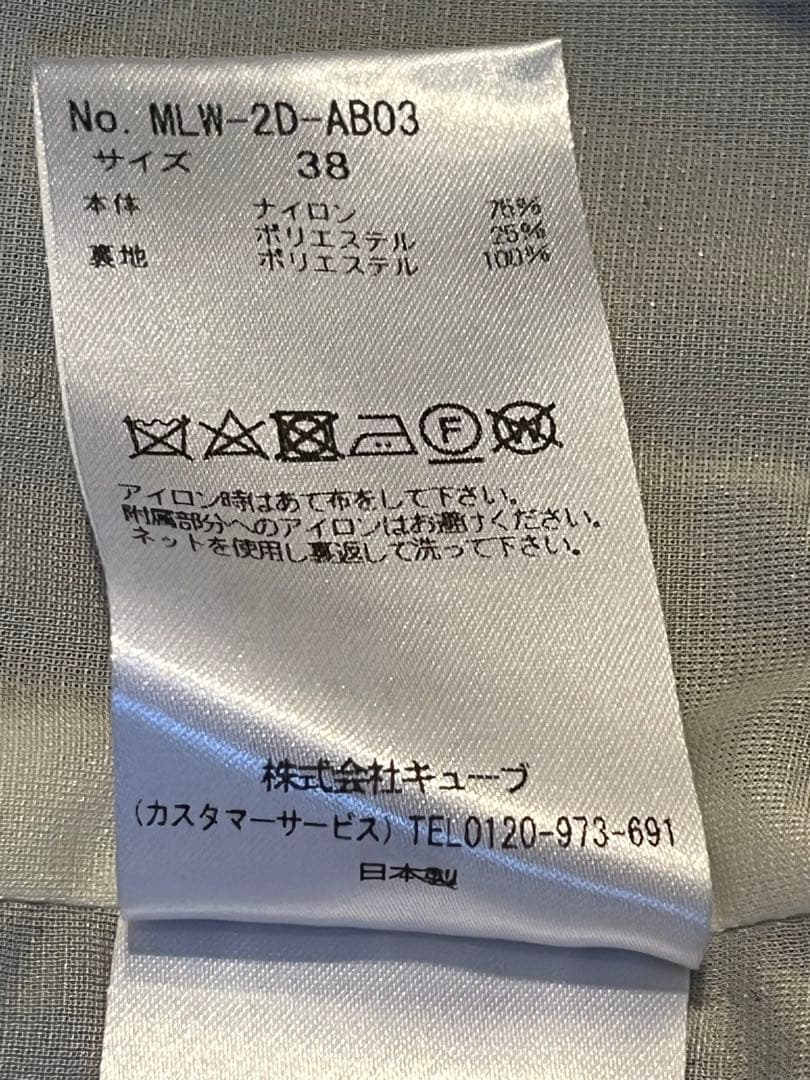 No. MLW-2D-AB03
サイズ 38
本体 ナイロン 75%
ポリエステル 25%
裏地 ポリエステル 100%
F
W
アイロン時はあて布をして下さい。
附属部分へのアイロンはお避けください。
ネットを使用し裏返して洗って下さい。
株式会社キューブ
(カスタマーサービス) TEL0120-973-691
日本製